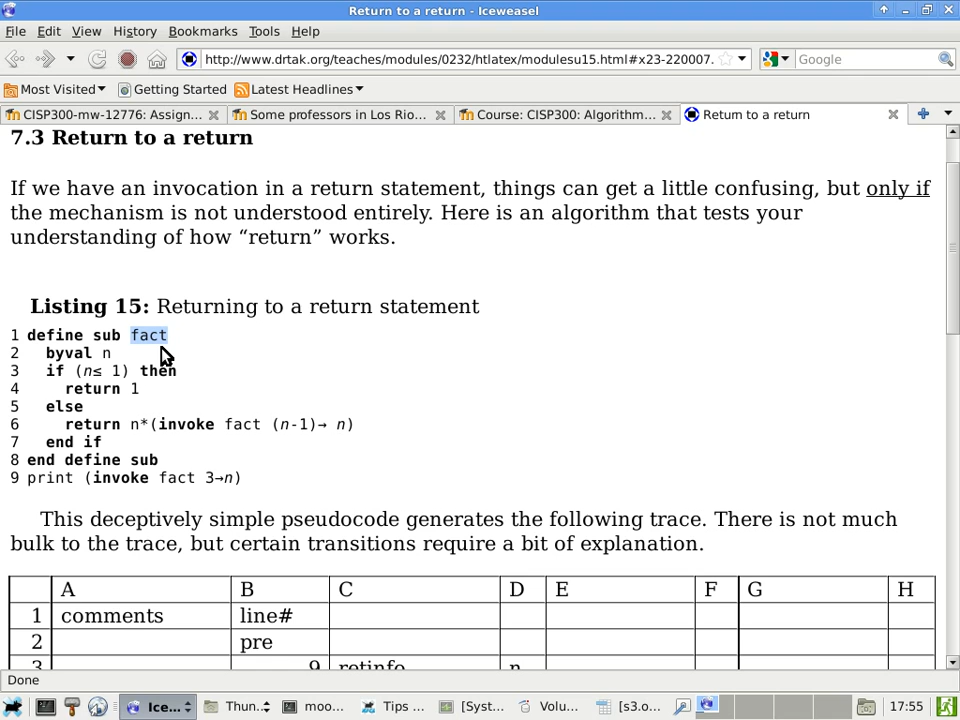 Return to a return - Iceweasel
File Edit View History Bookmarks Tools Help
http://www.drtak.org/teaches/modules/0232/htlatex/modulesu15.html#x23-220007. Google
Most Visited Getting Started Latest Headlines
CISP300-mw-12776: Assign... Some professors in Los Rio... Course: CISP300: Algorithm... Return to a return
7.3 Return to a return
If we have an invocation in a return statement, things can get a little confusing, but only if
the mechanism is not understood entirely. Here is an algorithm that tests your
understanding of how “return” works.
Listing 15: Returning to a return statement
1 define sub fact
2 byval n
3 if (n≤ 1) then
4 return 1
5 else
6 return n*(invoke fact (n-1)→ n)
7 end if
8 end define sub
9 print (invoke fact 3→n)
This deceptively simple pseudocode generates the following trace. There is not much
bulk to the trace, but certain transitions require a bit of explanation.
A B C D E F G H
1 comments line#
2 pre
3 9 retinfo n
Done
Ice... Thun... moo... Tips ... [Syst... Volu... [s3.o... 17:55